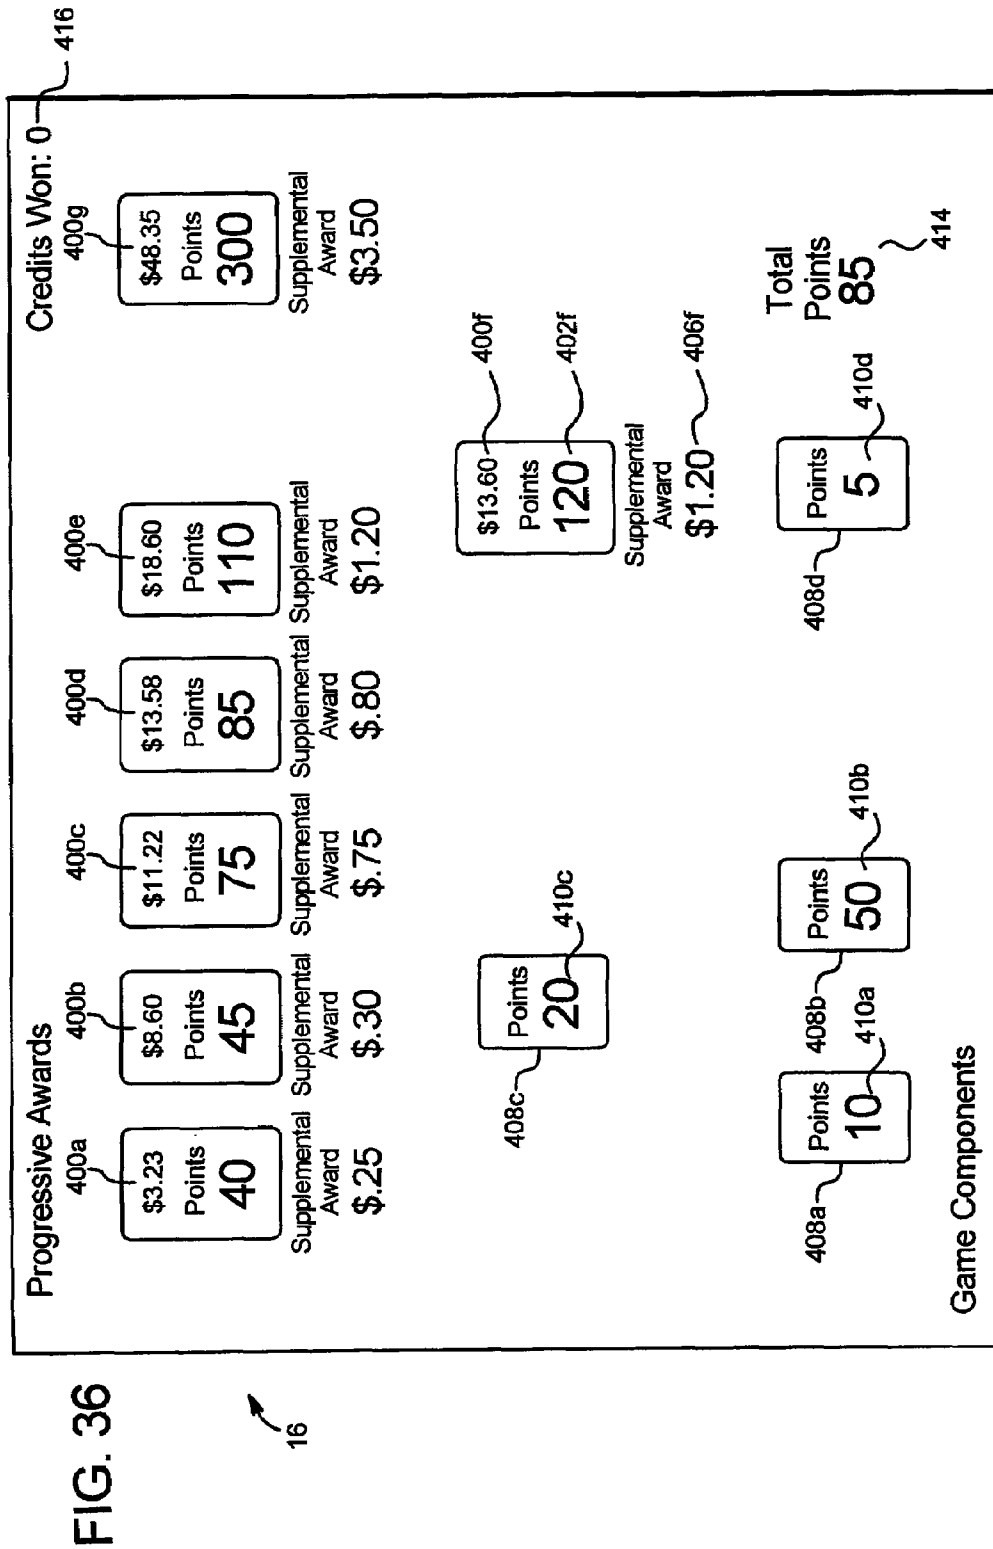 FIG. 36
16
Progressive Awards
Credits Won: 0
416
400a
400b
400c
400d
400e
400g
$3.23
Points
40
Supplemental
Award
$.25
$8.60
Points
45
Supplemental
Award
$.30
$11.22
Points
75
Supplemental
Award
$.75
$13.58
Points
85
Supplemental
Award
$.80
$18.60
Points
110
Supplemental
Award
$1.20
$48.35
Points
300
Supplemental
Award
$3.50
408c
Points
20
410c
$13.60
Points
120
Supplemental
Award
$1.20
400f
402f
406f
408a
Points
10
410a
408b
Points
50
410b
408d
Points
5
410d
Total
Points
85
414
Game Components